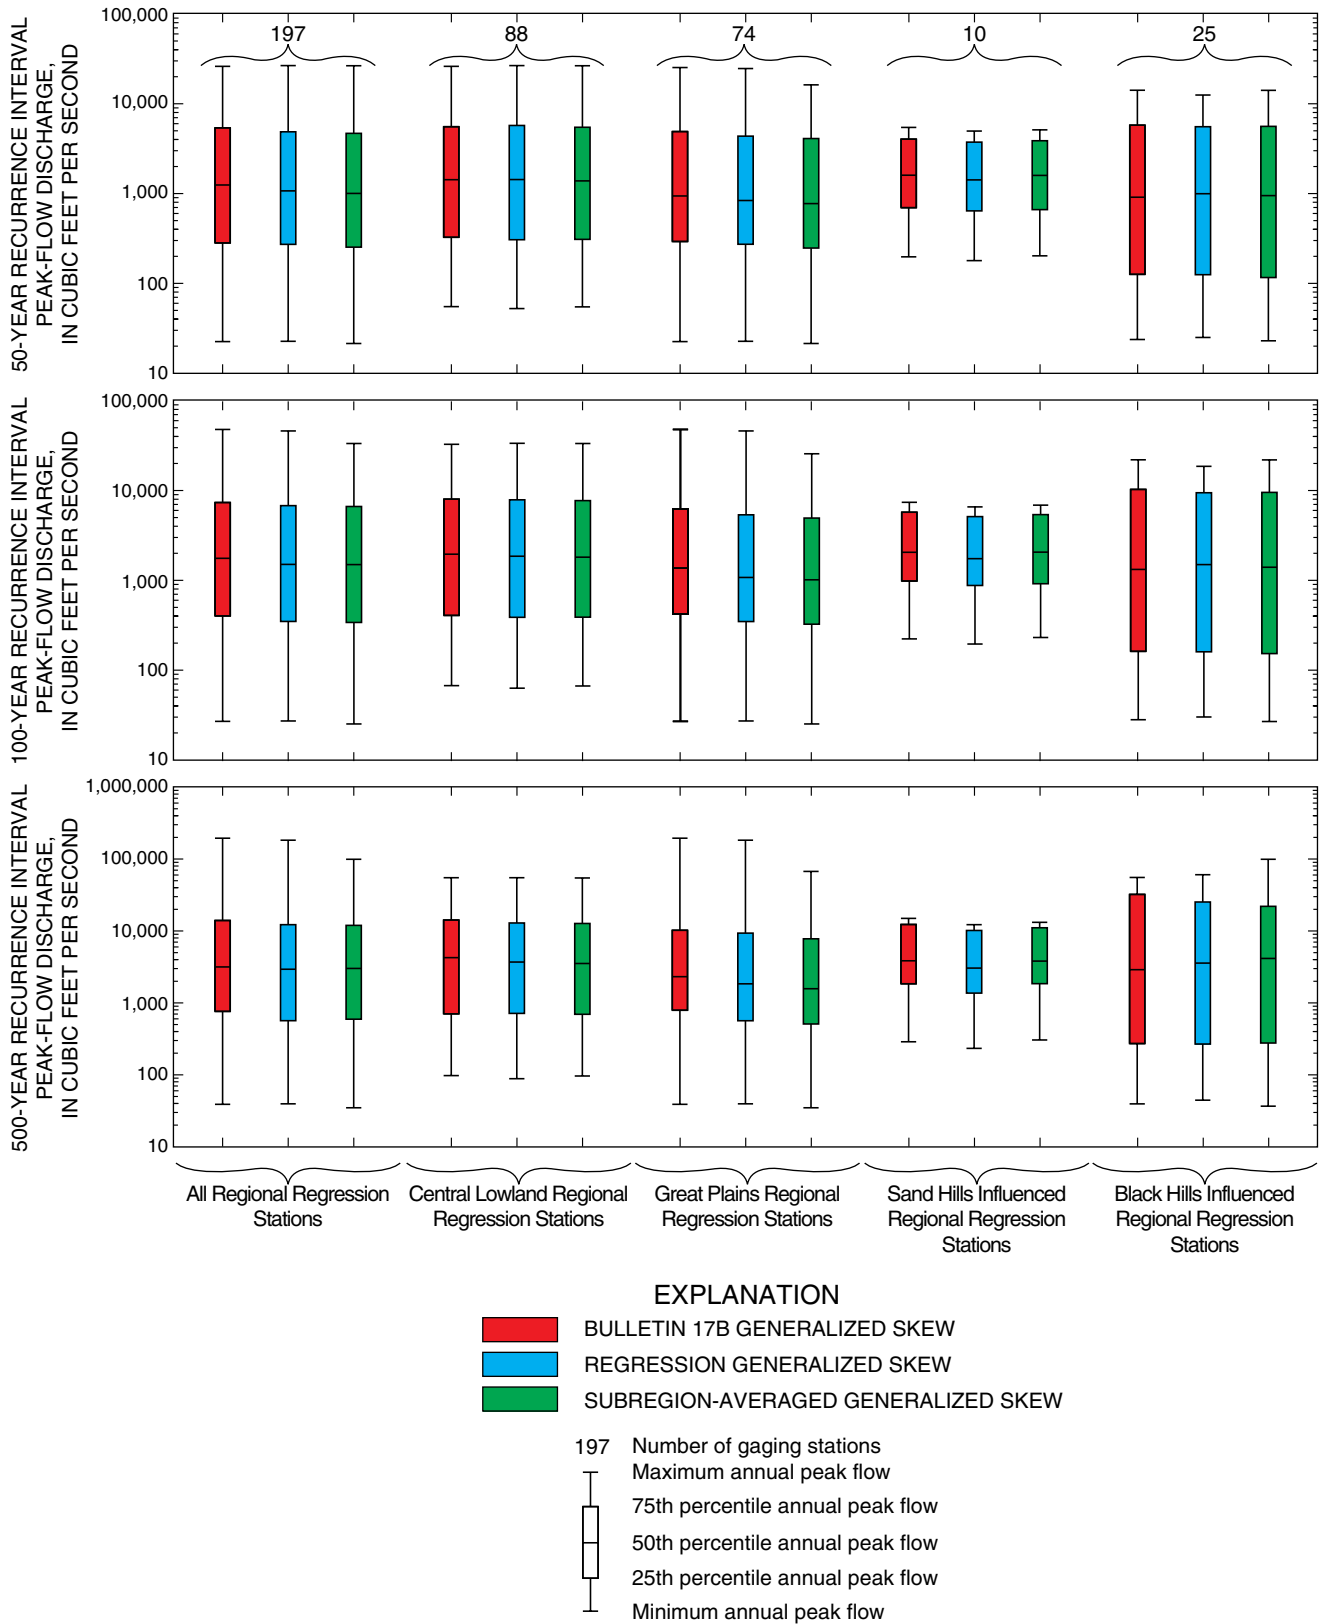 50-YEAR RECURRENCE INTERVAL
PEAK-FLOW DISCHARGE,
IN CUBIC FEET PER SECOND
100,000
10,000
1,000
100
10
197
88
74
10
25
100-YEAR RECURRENCE INTERVAL
PEAK-FLOW DISCHARGE,
IN CUBIC FEET PER SECOND
100,000
10,000
1,000
100
10
500-YEAR RECURRENCE INTERVAL
PEAK-FLOW DISCHARGE,
IN CUBIC FEET PER SECOND
1,000,000
100,000
10,000
1,000
100
10
All Regional Regression
Stations
Central Lowland Regional
Regression Stations
Great Plains Regional
Regression Stations
Sand Hills Influenced
Regional Regression
Stations
Black Hills Influenced
Regional Regression
Stations
EXPLANATION
BULLETIN 17B GENERALIZED SKEW
REGRESSION GENERALIZED SKEW
SUBREGION-AVERAGED GENERALIZED SKEW
197 Number of gaging stations
Maximum annual peak flow
75th percentile annual peak flow
50th percentile annual peak flow
25th percentile annual peak flow
Minimum annual peak flow